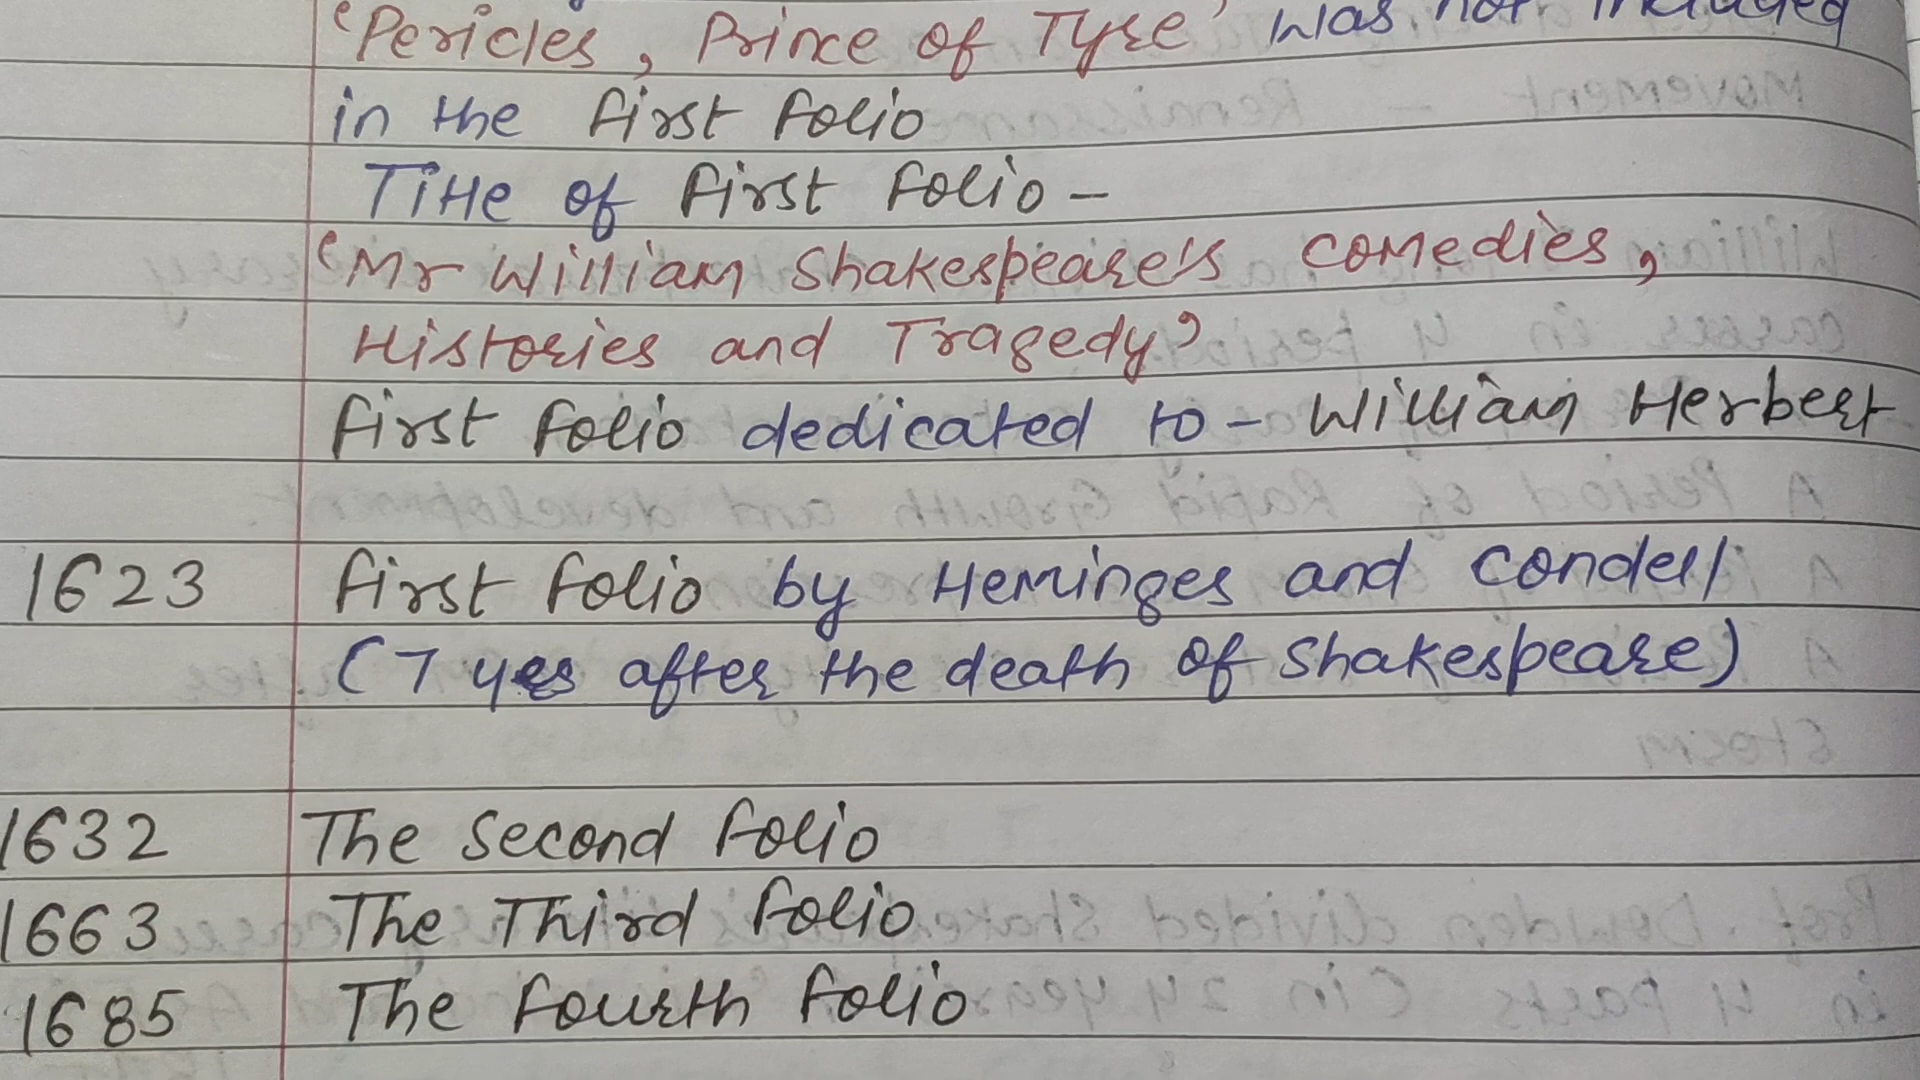 'Pericles, Prince of Tyre' was not included
in the First Folio
Title of First Folio -
'Mr William Shakespeare's comedies,
Histories and Tragedy'
First Folio dedicated to - William Herbert
1623 First Folio by Heminges and Condell
(7 yrs after the death of Shakespeare)
1632 The Second Folio
1663 The Third Folio
1685 The Fourth Folio